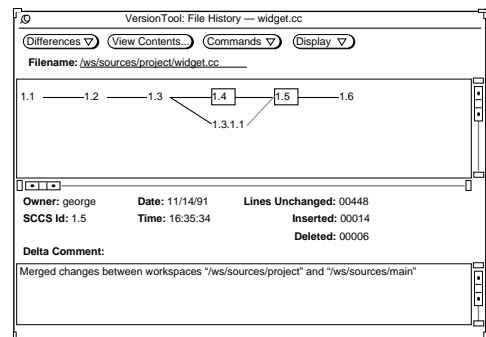 VersionTool: File History — widget.cc
Differences View Contents... Commands Display
Filename: /ws/sources/project/widget.cc
1.1 1.2 1.3 1.4 1.5 1.6
1.3.1.1
Owner: george Date: 11/14/91 Lines Unchanged: 00448
SCCS Id: 1.5 Time: 16:35:34 Inserted: 00014
Deleted: 00006
Delta Comment:
Merged changes between workspaces “/ws/sources/project” and “/ws/sources/main”